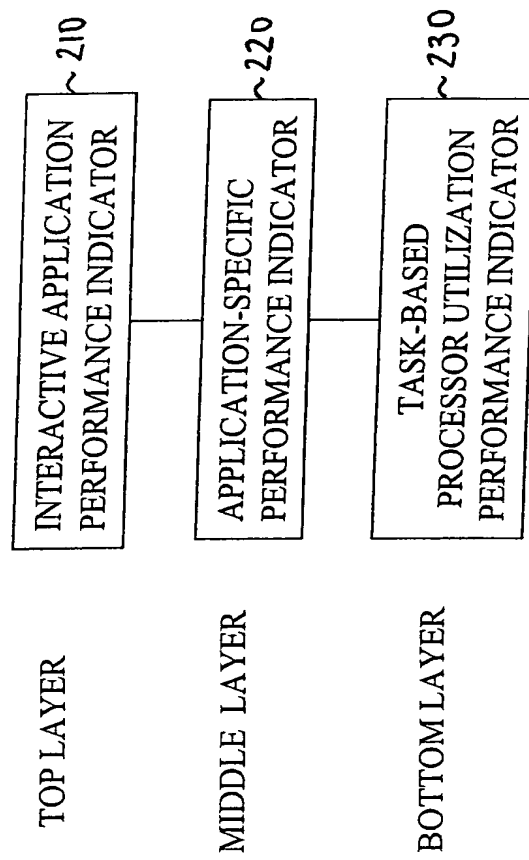 TOP LAYER
INTERACTIVE APPLICATION
PERFORMANCE INDICATOR
~210
MIDDLE LAYER
APPLICATION-SPECIFIC
PERFORMANCE INDICATOR
~220
BOTTOM LAYER
TASK-BASED
PROCESSOR UTILIZATION
PERFORMANCE INDICATOR
~230